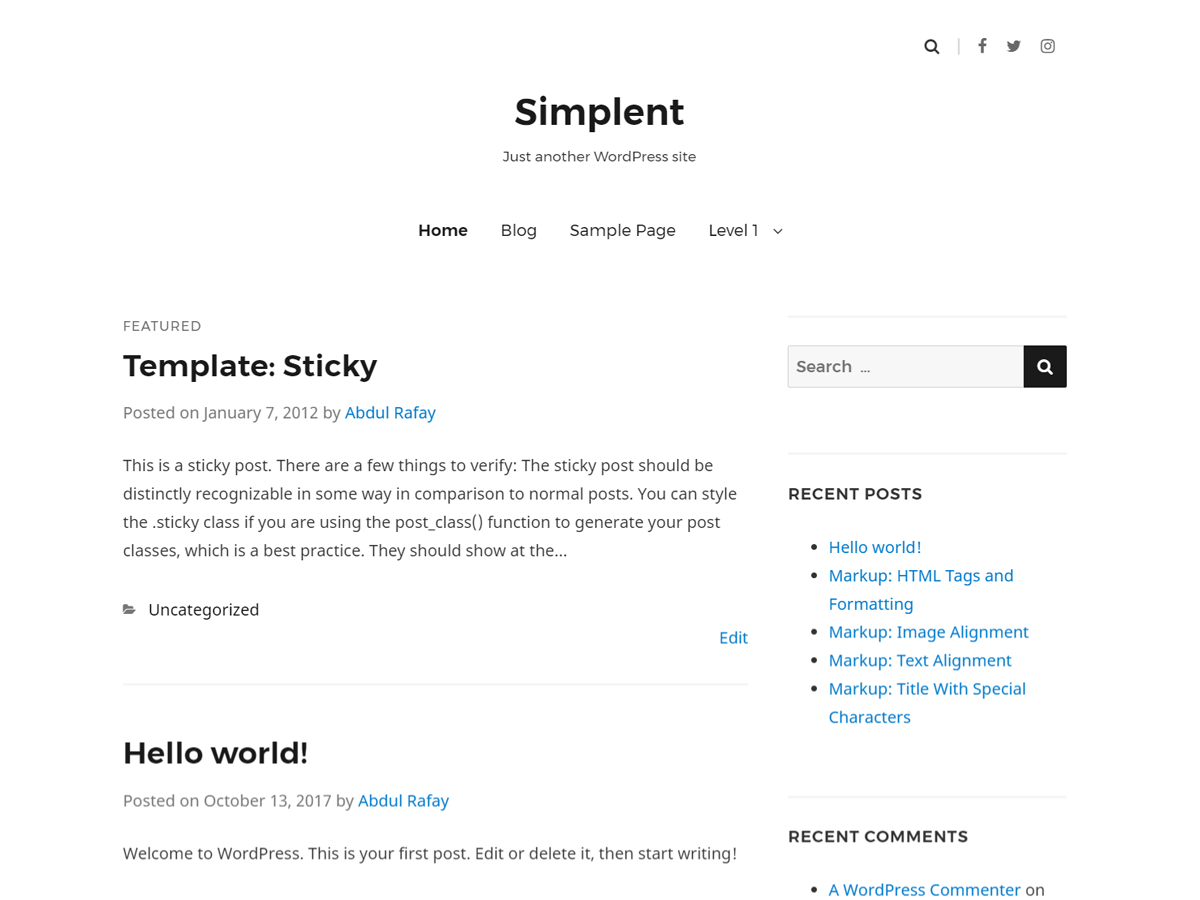 Simplent
Just another WordPress site
Home Blog Sample Page Level 1
FEATURED
Template: Sticky
Posted on January 7, 2012 by Abdul Rafay
This is a sticky post. There are a few things to verify: The sticky post should be
distinctly recognizable in some way in comparison to normal posts. You can style
the .sticky class if you are using the post_class() function to generate your post
classes, which is a best practice. They should show at the...
Uncategorized
Edit
Hello world!
Posted on October 13, 2017 by Abdul Rafay
Welcome to WordPress. This is your first post. Edit or delete it, then start writing!
Search ...
RECENT POSTS
Hello world!
Markup: HTML Tags and
Formatting
Markup: Image Alignment
Markup: Text Alignment
Markup: Title With Special
Characters
RECENT COMMENTS
A WordPress Commenter on